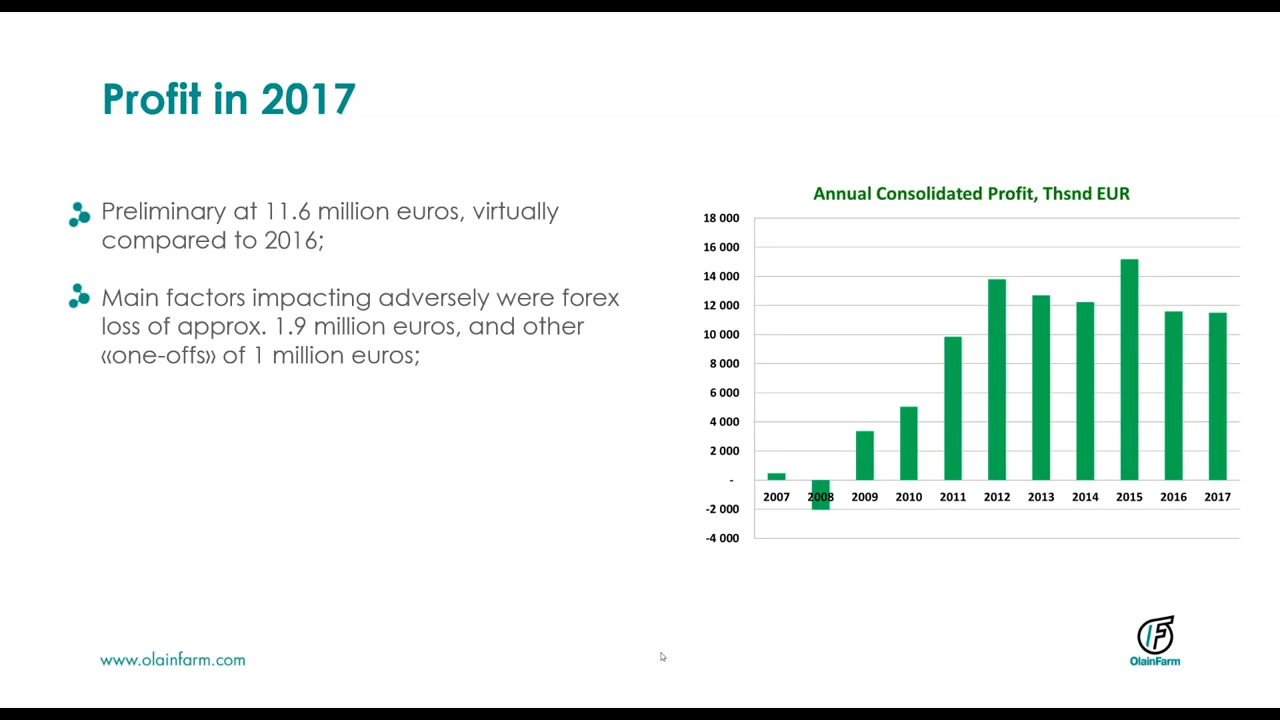 Profit in 2017
Preliminary at 11.6 million euros, virtually
compared to 2016;
Main factors impacting adversely were forex
loss of approx. 1.9 million euros, and other
«one-offs» of 1 million euros;
Annual Consolidated Profit, Thsnd EUR
18 000
16 000
14 000
12 000
10 000
8 000
6 000
4 000
2 000
-
2007 2008 2009 2010 2011 2012 2013 2014 2015 2016 2017
-2 000
-4 000
www.olainfarm.com
OlainFarm